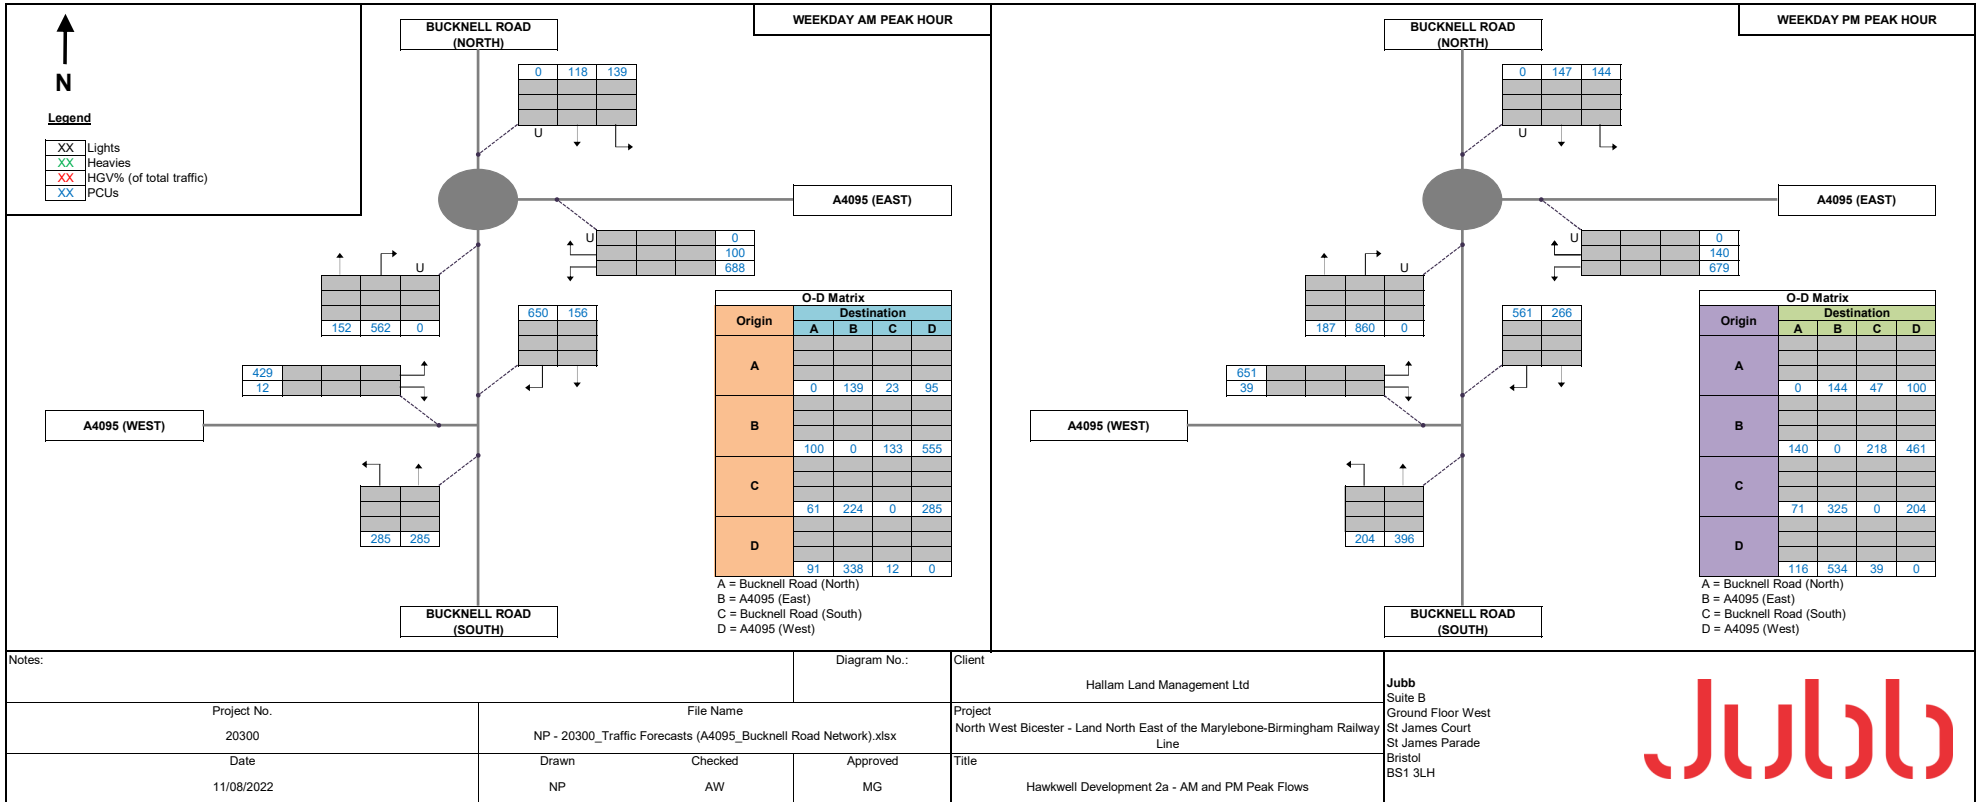 WEEKDAY AM PEAK HOUR
BUCKNELL ROAD
(NORTH)
N
Legend
XX Lights
XX Heavies
XX HGV% (of total traffic)
XX PCUs
0 118 139
U
A4095 (EAST)
U 0
100
688
U
152 562 0
650 156
429
12
A4095 (WEST)
285 285
BUCKNELL ROAD
(SOUTH)
O-D Matrix
Origin Destination
A B C D
A
0 139 23 95
B
100 0 133 555
C
61 224 0 285
D
91 338 12 0
A = Bucknell Road (North)
B = A4095 (East)
C = Bucknell Road (South)
D = A4095 (West)
WEEKDAY PM PEAK HOUR
BUCKNELL ROAD
(NORTH)
0 147 144
U
A4095 (EAST)
U 0
140
679
U
187 860 0
561 266
651
39
A4095 (WEST)
204 396
BUCKNELL ROAD
(SOUTH)
O-D Matrix
Origin Destination
A B C D
A
0 144 47 100
B
140 0 218 461
C
71 325 0 204
D
116 534 39 0
A = Bucknell Road (North)
B = A4095 (East)
C = Bucknell Road (South)
D = A4095 (West)
Notes:
Diagram No.:
Client
Hallam Land Management Ltd
Project No.
20300
File Name
NP - 20300_Traffic Forecasts (A4095_Bucknell Road Network).xlsx
Project
North West Bicester - Land North East of the Marylebone-Birmingham Railway
Line
Date
11/08/2022
Drawn
NP
Checked
AW
Approved
MG
Title
Hawkwell Development 2a - AM and PM Peak Flows
Jubb
Suite B
Ground Floor West
St James Court
St James Parade
Bristol
BS1 3LH
Jubb